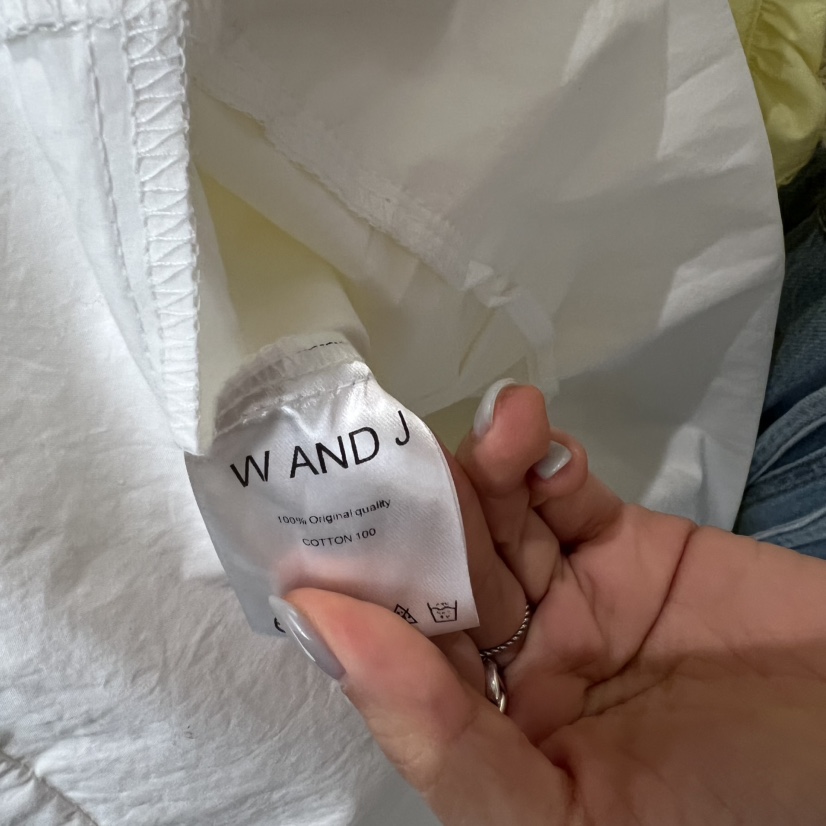 W AND J
100% Original quality
COTTON 100